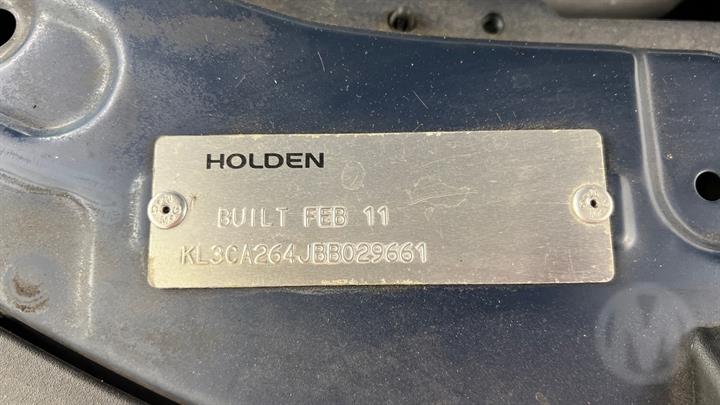 HOLDEN
BUILT FEB 11
KL3CA264JBB029661